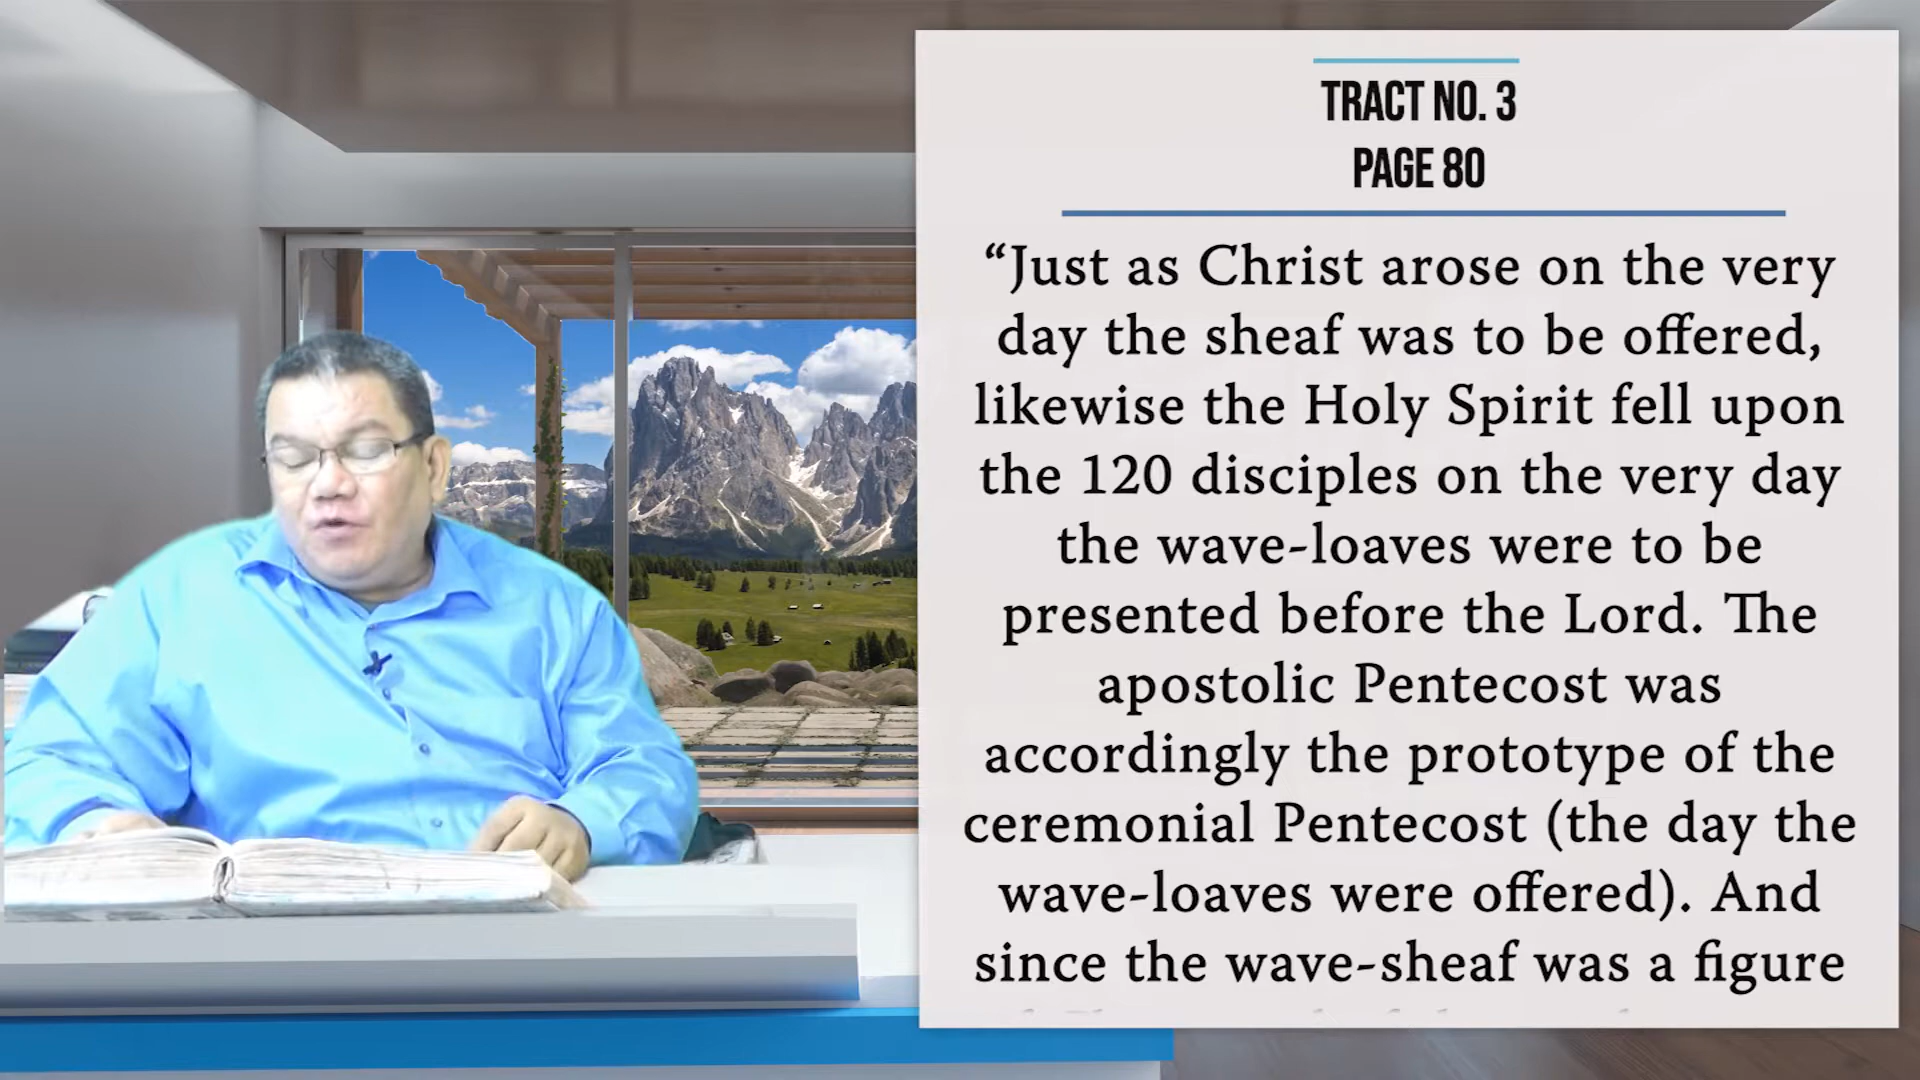 TRACT NO. 3
PAGE 80
“Just as Christ arose on the very
day the sheaf was to be offered,
likewise the Holy Spirit fell upon
the 120 disciples on the very day
the wave-loaves were to be
presented before the Lord. The
apostolic Pentecost was
accordingly the prototype of the
ceremonial Pentecost (the day the
wave-loaves were offered). And
since the wave-sheaf was a figure